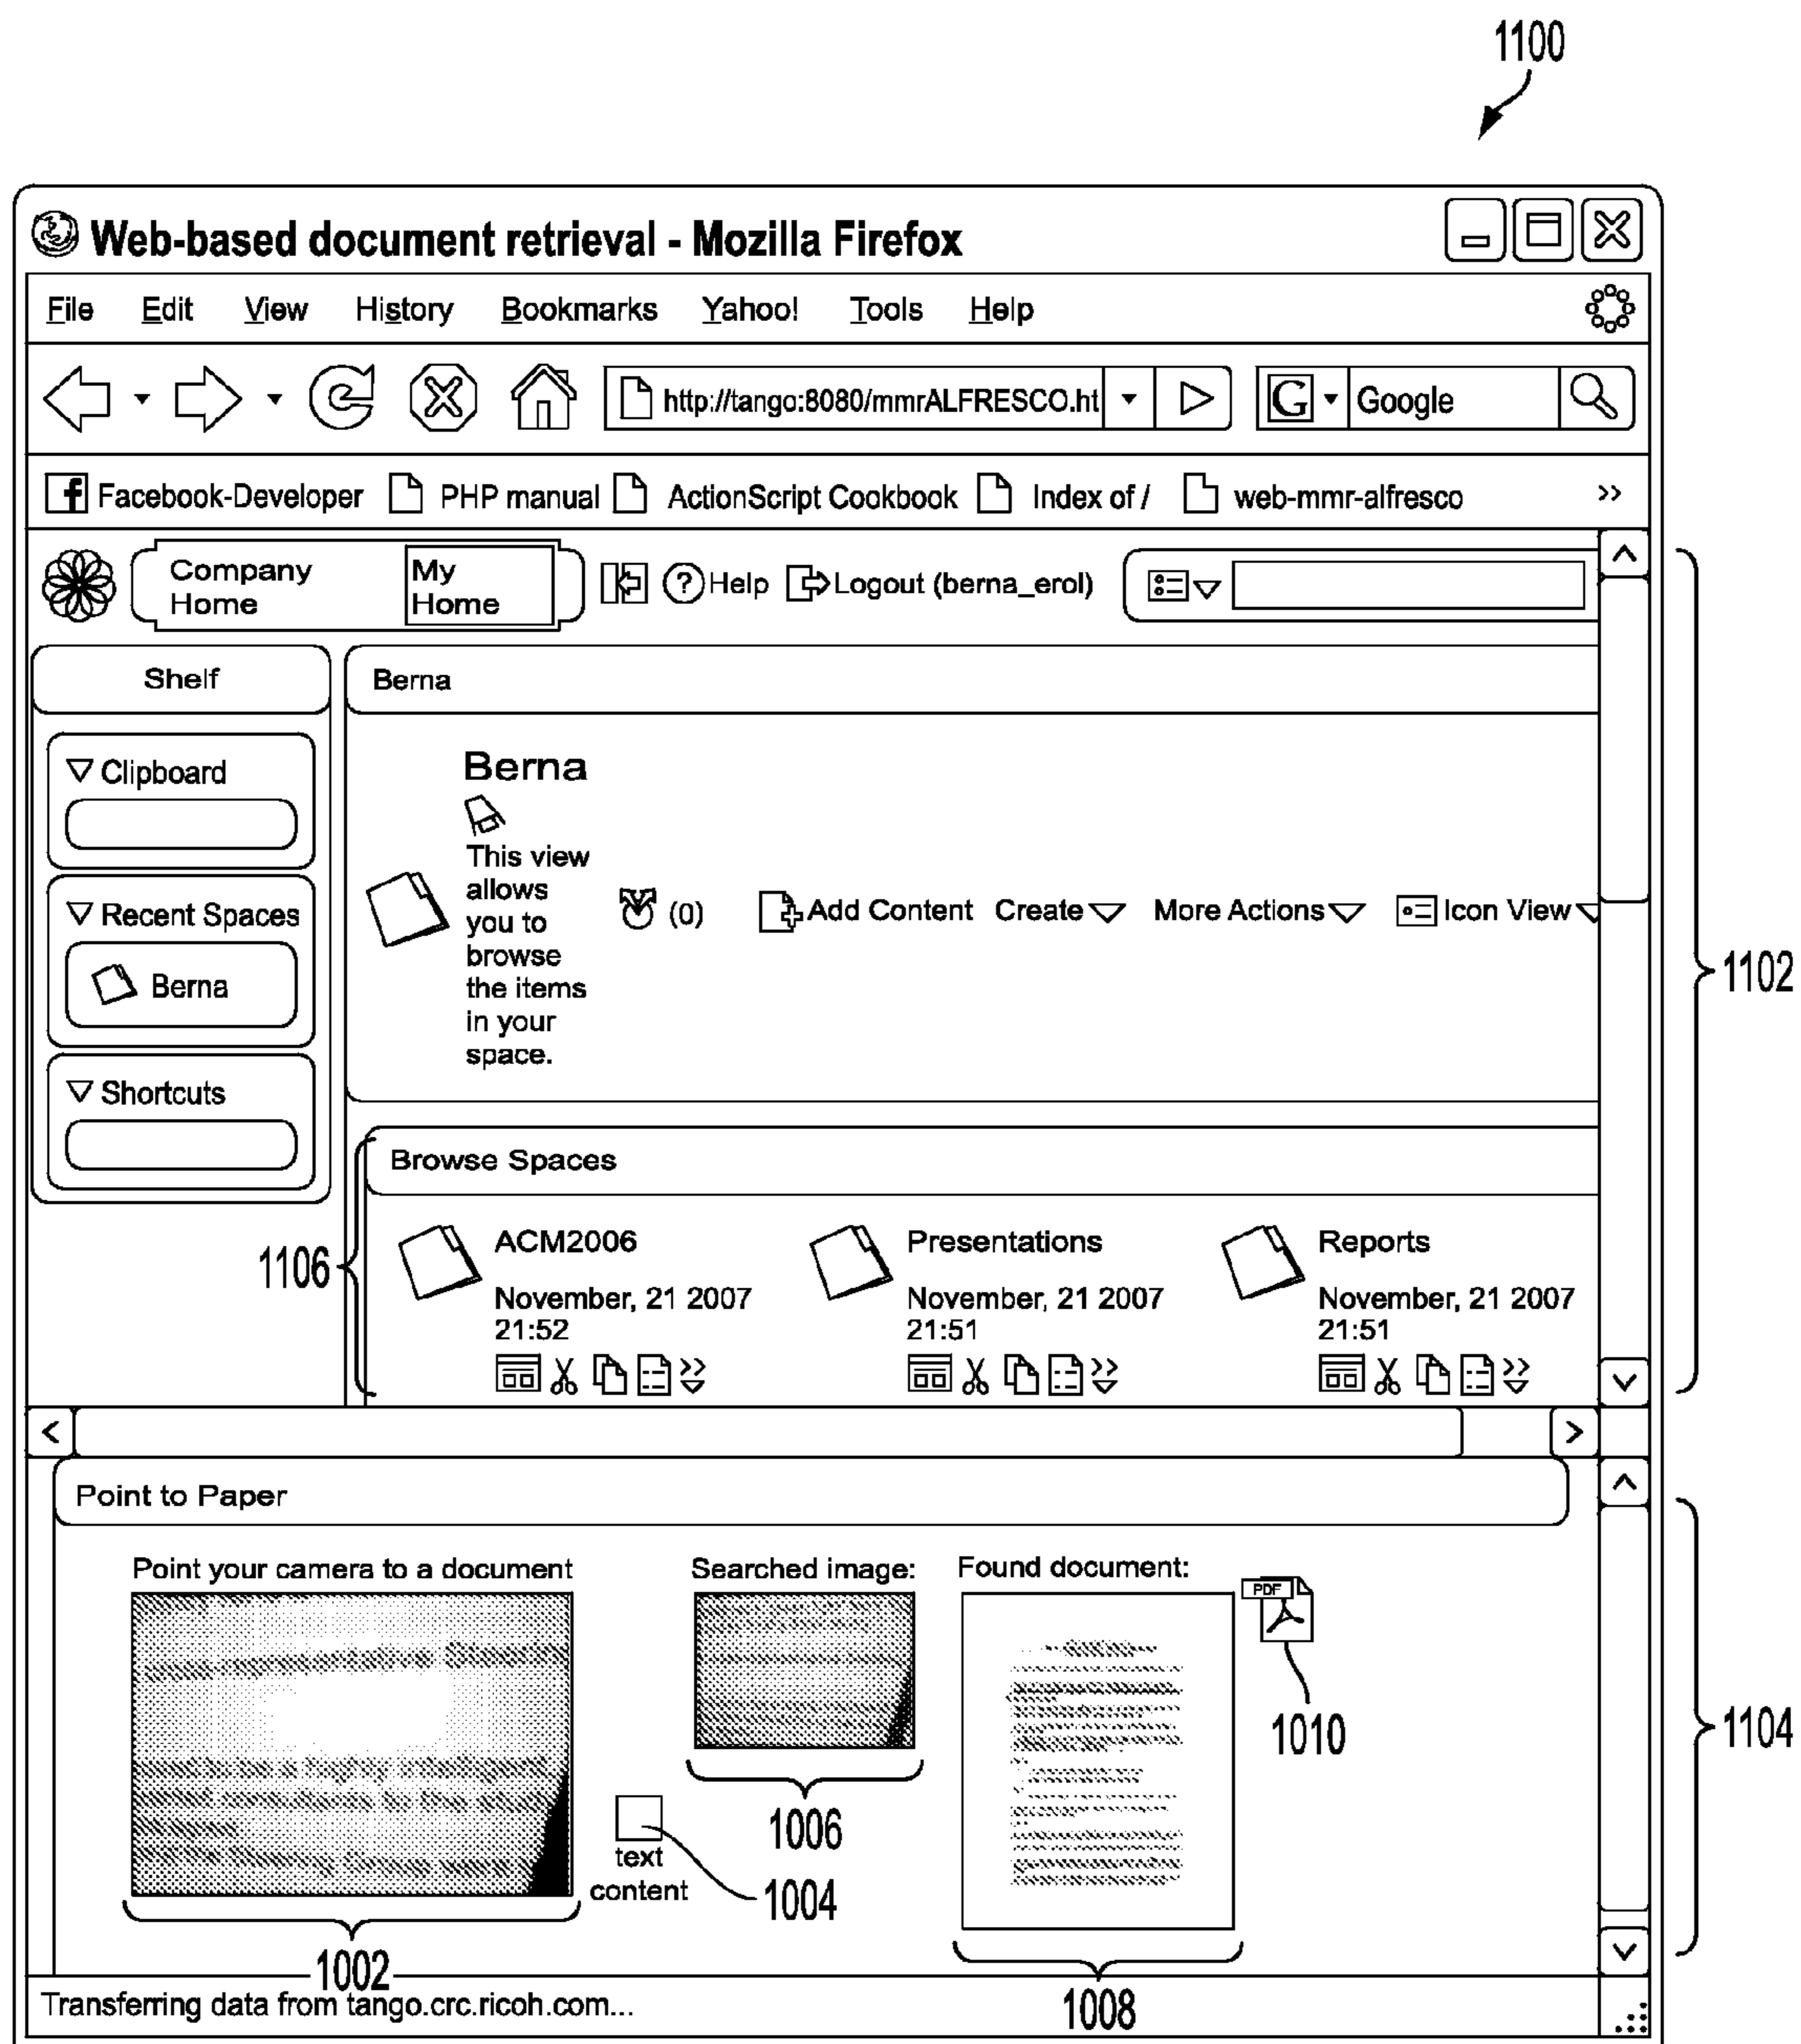 1100
Web-based document retrieval - Mozilla Firefox
File Edit View History Bookmarks Yahoo! Tools Help
http://tango:8080/mmrALFRESCO.ht G Google
f Facebook-Developer PHP manual ActionScript Cookbook Index of / web-mmr-alfresco >>
Company Home
My Home
? Help Logout (berna_erol)
1102
Shelf
Clipboard
Recent Spaces
Berna
Shortcuts
Berna
Berna
This view
allows
you to
browse
the items
in your
space.
(0) Add Content Create More Actions Icon View
Browse Spaces
1106
ACM2006 Presentations Reports
November, 21 2007 November, 21 2007 November, 21 2007
21:52 21:51 21:51
Point to Paper
1104
Point your camera to a document Searched image: Found document:
PDF
1010
1006
text
content
1004
1002
1008
Transferring data from tango.crc.ricoh.com...